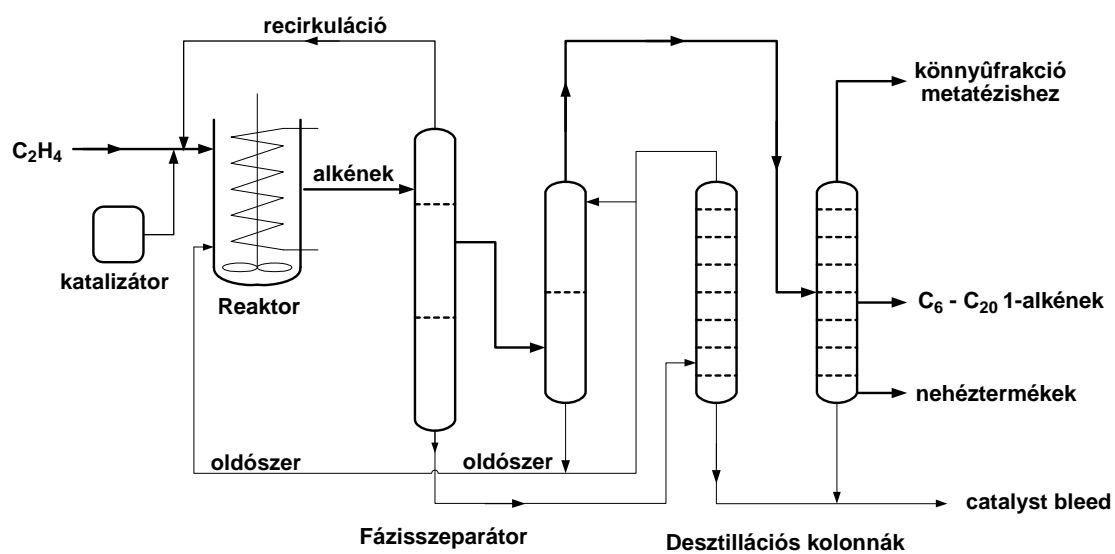 recirkuláció
könnyûfrakció
metatézishez
C₂H₄
alkének
katalizátor
Reaktor
C₆ - C₂₀ 1-alkének
nehéztermékek
oldószer
oldószer
catalyst bleed
Fázisszeparátor
Desztillációs kolonnák